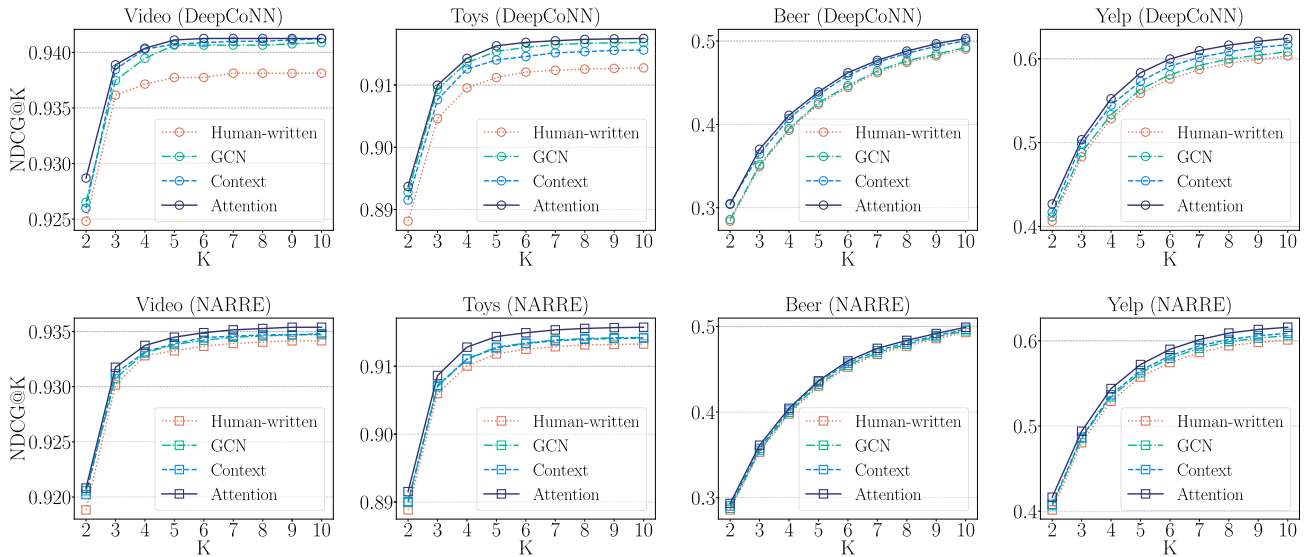 Video (DeepCoNN)
NDCG@K
0.940
0.935
0.930
0.925
Human-written
GCN
Context
Attention
2 3 4 5 6 7 8 9 10
K
Toys (DeepCoNN)
0.91
0.90
0.89
Human-written
GCN
Context
Attention
2 3 4 5 6 7 8 9 10
K
Beer (DeepCoNN)
0.5
0.4
0.3
Human-written
GCN
Context
Attention
2 3 4 5 6 7 8 9 10
K
Yelp (DeepCoNN)
0.6
0.5
0.4
Human-written
GCN
Context
Attention
2 3 4 5 6 7 8 9 10
K
Video (NARRE)
NDCG@K
0.935
0.930
0.925
0.920
Human-written
GCN
Context
Attention
2 3 4 5 6 7 8 9 10
K
Toys (NARRE)
0.91
0.90
0.89
Human-written
GCN
Context
Attention
2 3 4 5 6 7 8 9 10
K
Beer (NARRE)
0.5
0.4
0.3
Human-written
GCN
Context
Attention
2 3 4 5 6 7 8 9 10
K
Yelp (NARRE)
0.6
0.5
0.4
Human-written
GCN
Context
Attention
2 3 4 5 6 7 8 9 10
K